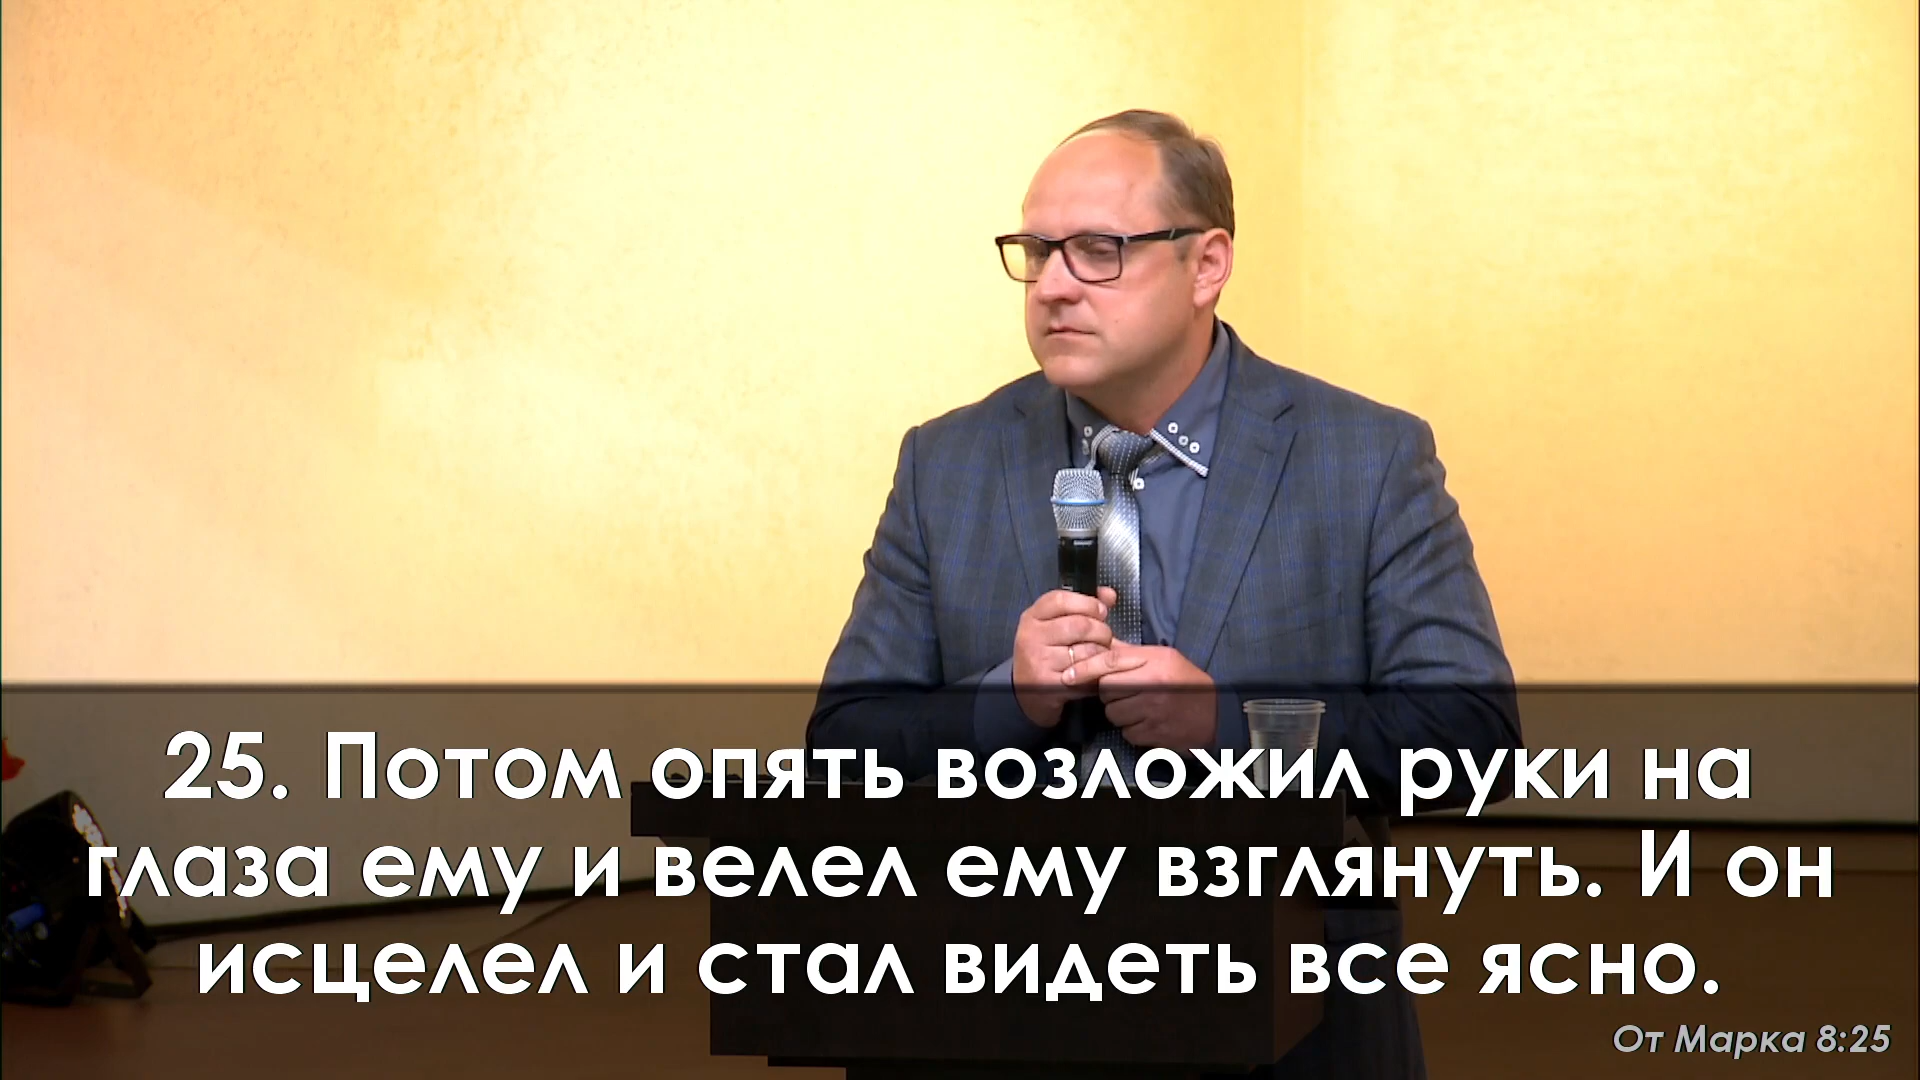 25. Потом опять возложил руки на
глаза ему и велел ему взглянуть. И он
исцелел и стал видеть все ясно.
От Марка 8:25